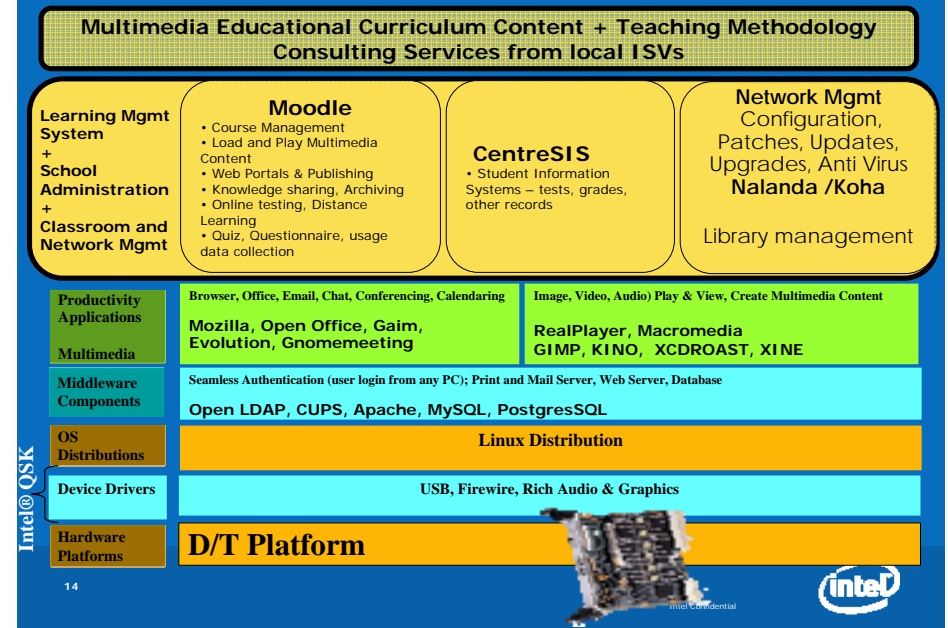 Multimedia Educational Curriculum Content + Teaching Methodology
Consulting Services from local ISVs
Learning Mgmt
System
+
School
Administration
+
Classroom and
Network Mgmt
Moodle
• Course Management
• Load and Play Multimedia
Content
• Web Portals & Publishing
• Knowledge sharing, Archiving
• Online testing, Distance
Learning
• Quiz, Questionnaire, usage
data collection
CentreSIS
• Student Information
Systems – tests, grades,
other records
Network Mgmt
Configuration,
Patches, Updates,
Upgrades, Anti Virus
Nalanda /Koha
Library management
Productivity
Applications
Multimedia
Browser, Office, Email, Chat, Conferencing, Calendaring
Mozilla, Open Office, Gaim,
Evolution, Gnomemeeting
Image, Video, Audio) Play & View, Create Multimedia Content
RealPlayer, Macromedia
GIMP, KINO, XCDROAST, XINE
Middleware
Components
Seamless Authentication (user login from any PC); Print and Mail Server, Web Server, Database
Open LDAP, CUPS, Apache, MySQL, PostgresSQL
OS
Distributions
Linux Distribution
Intel® QSK
Device Drivers
USB, Firewire, Rich Audio & Graphics
Hardware
Platforms
D/T Platform
14
Intel Confidential
intel